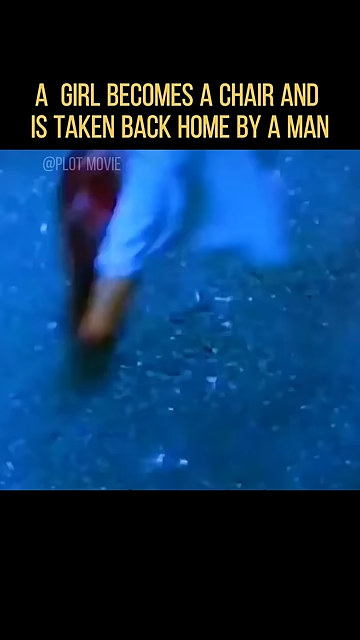 A GIRL BECOMES A CHAIR AND
IS TAKEN BACK HOME BY A MAN
@PLOT MOVIE